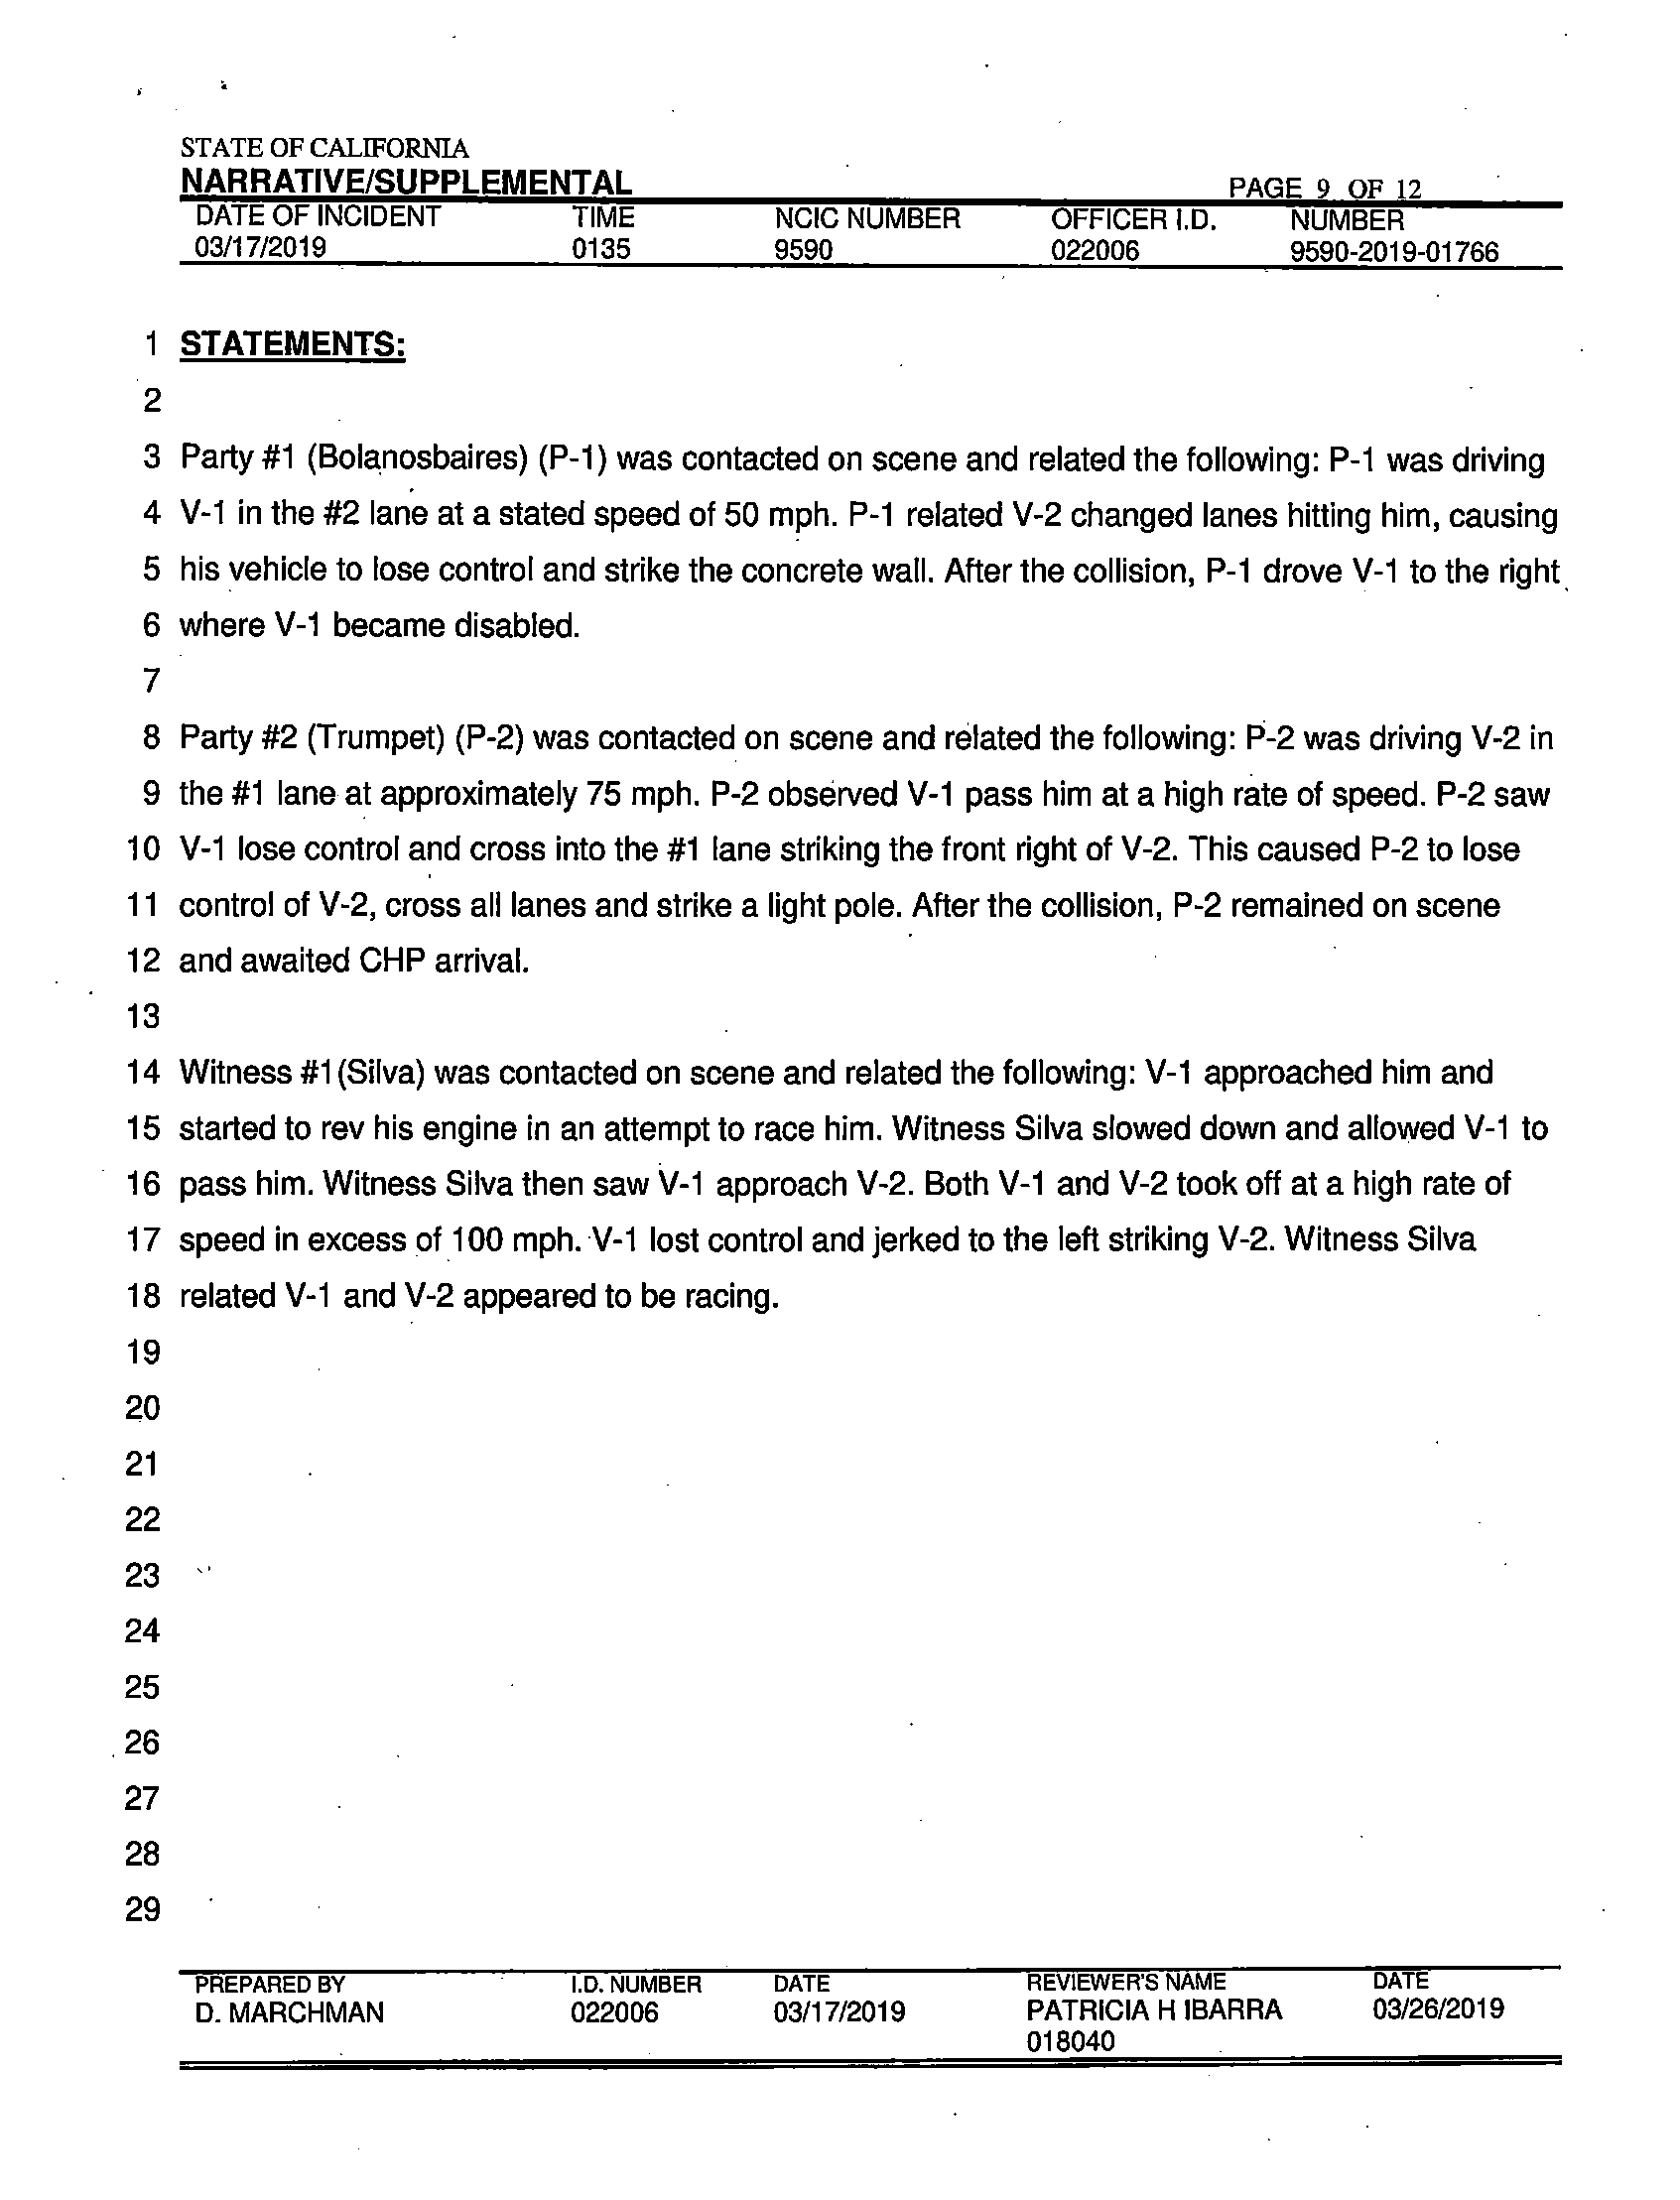 STATE OF CALIFORNIA
NARRATIVE/SUPPLEMENTAL PAGE 9 OF 12
DATE OF INCIDENT TIME NCIC NUMBER OFFICER I.D. NUMBER
03/17/2019 0135 9590 022006 9590-2019-01766
1 STATEMENTS:
2
3 Party #1 (Bolanosbaires) (P-1) was contacted on scene and related the following: P-1 was driving
4 V-1 in the #2 lane at a stated speed of 50 mph. P-1 related V-2 changed lanes hitting him, causing
5 his vehicle to lose control and strike the concrete wall. After the collision, P-1 drove V-1 to the right
6 where V-1 became disabled.
7
8 Party #2 (Trumpet) (P-2) was contacted on scene and related the following: P-2 was driving V-2 in
9 the #1 lane at approximately 75 mph. P-2 observed V-1 pass him at a high rate of speed. P-2 saw
10 V-1 lose control and cross into the #1 lane striking the front right of V-2. This caused P-2 to lose
11 control of V-2, cross all lanes and strike a light pole. After the collision, P-2 remained on scene
12 and awaited CHP arrival.
13
14 Witness #1(Silva) was contacted on scene and related the following: V-1 approached him and
15 started to rev his engine in an attempt to race him. Witness Silva slowed down and allowed V-1 to
16 pass him. Witness Silva then saw V-1 approach V-2. Both V-1 and V-2 took off at a high rate of
17 speed in excess of 100 mph. V-1 lost control and jerked to the left striking V-2. Witness Silva
18 related V-1 and V-2 appeared to be racing.
19
20
21
22
23
24
25
26
27
28
29
PREPARED BY I.D. NUMBER DATE REVIEWER'S NAME DATE
D. MARCHMAN 022006 03/17/2019 PATRICIA H IBARRA 03/26/2019
018040